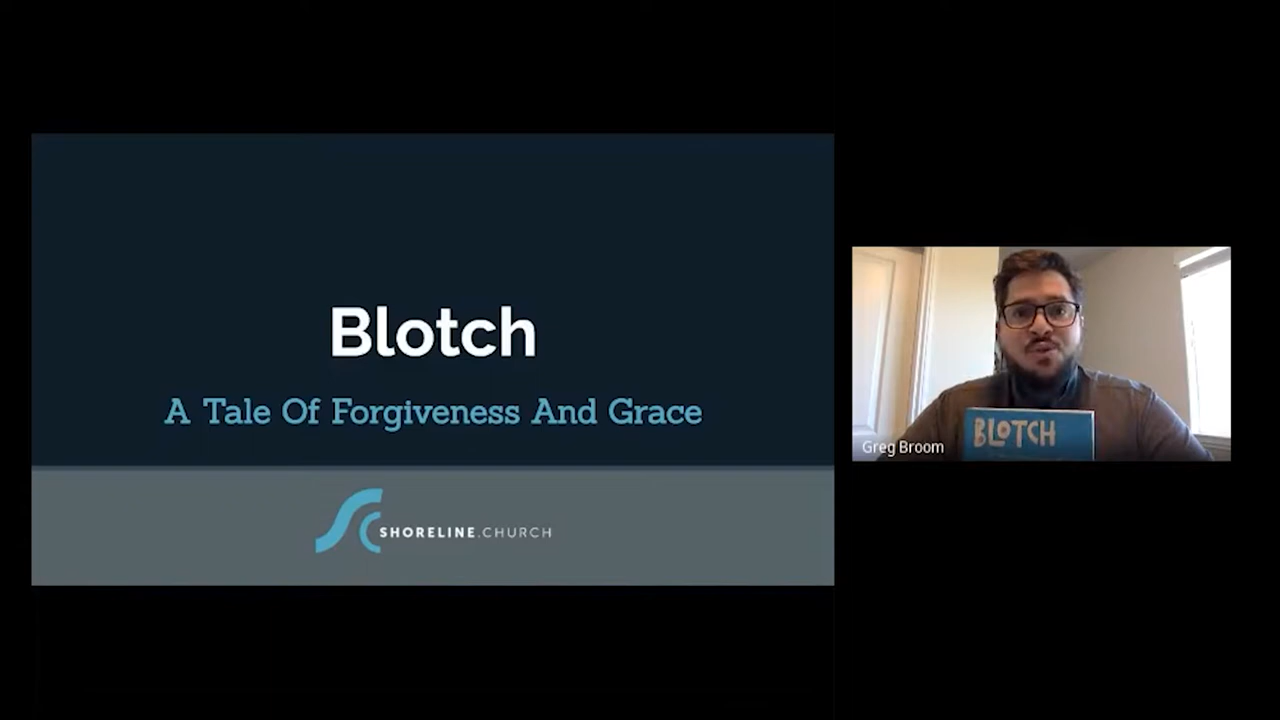 Blotch
A Tale Of Forgiveness And Grace
SHORELINE.CHURCH
BLOTCH
Greg Broom